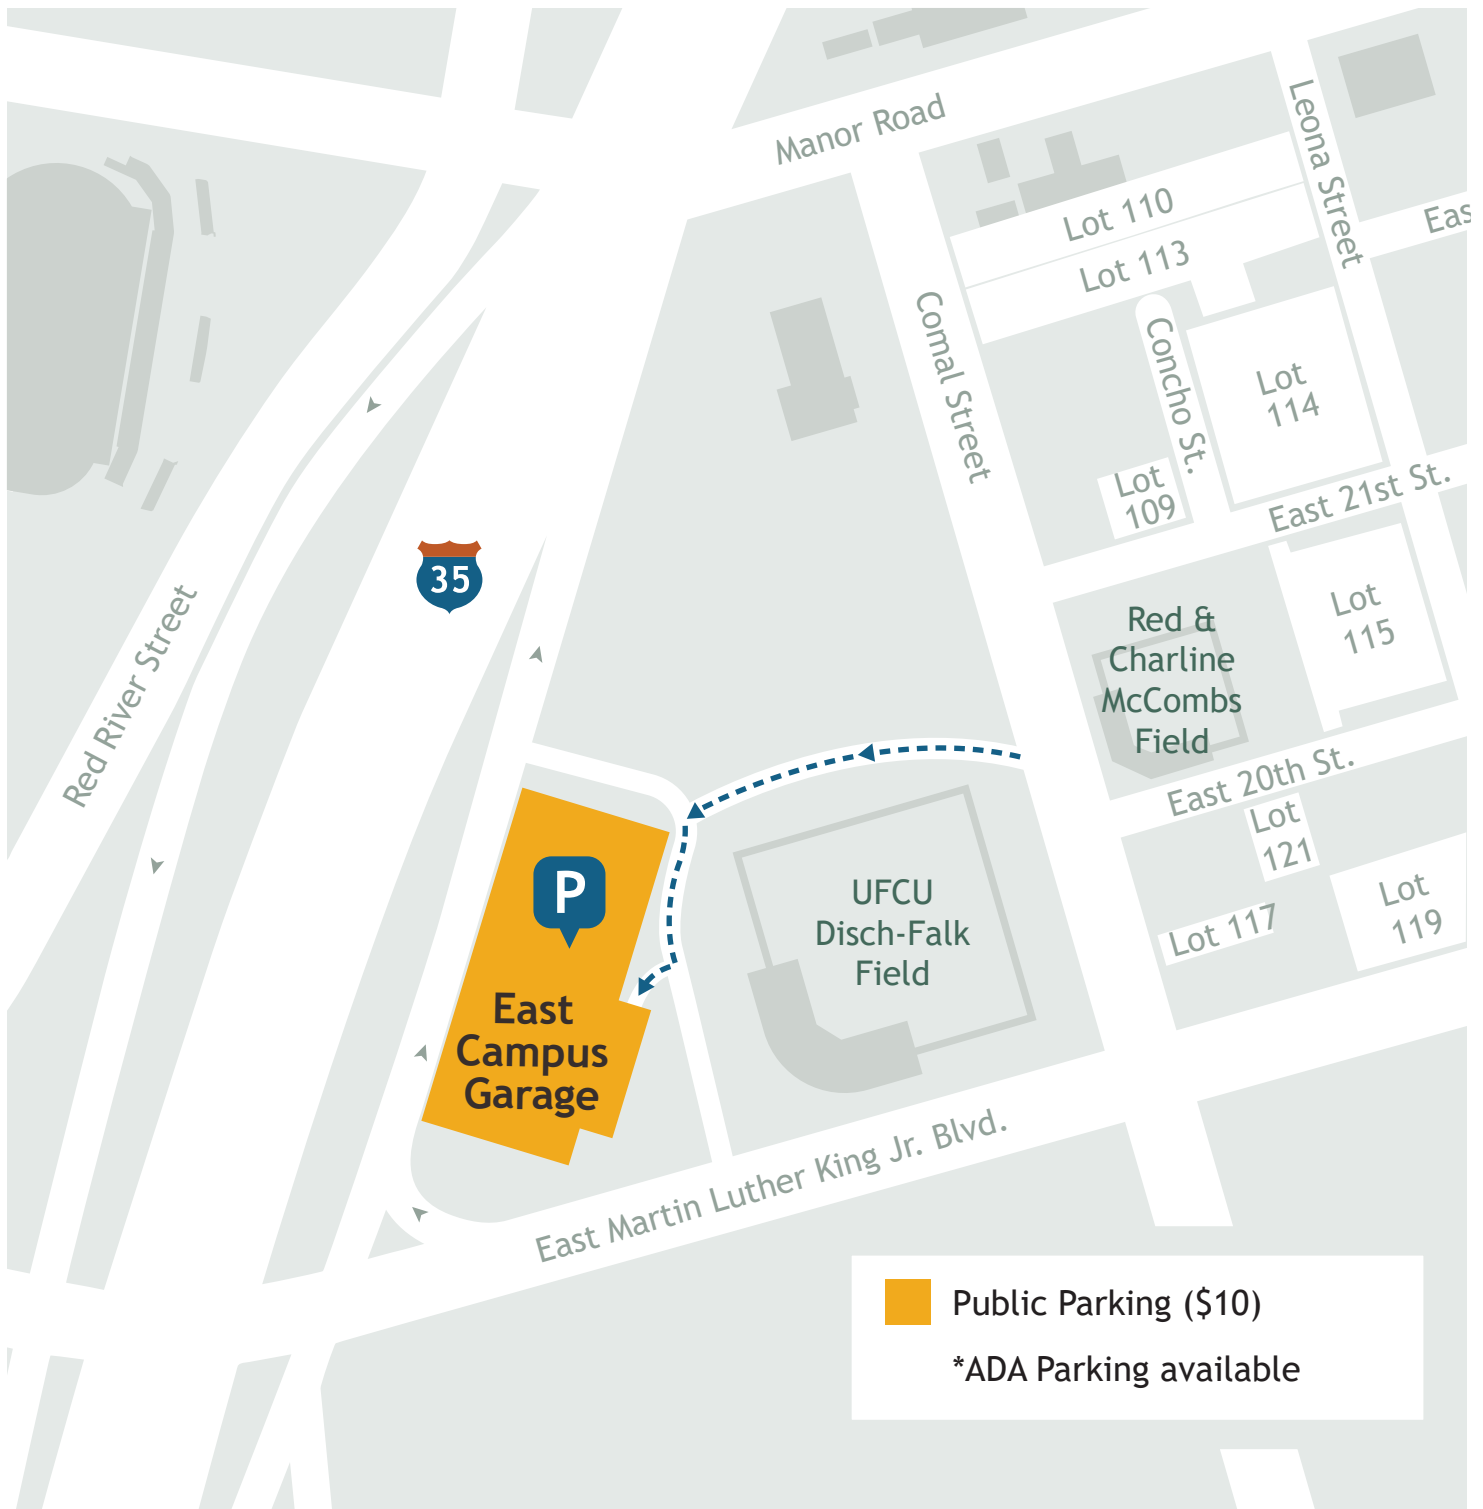 Manor Road
Leona Street
Eas
Lot 110
Lot 113
Comal Street
Concho St.
Lot
114
Lot
109
East 21st St.
35
Red River Street
Red &
Charline
McCombs
Field
Lot
115
East 20th St.
Lot
121
Lot
119
Lot 117
P
UFCU
Disch-Falk
Field
East
Campus
Garage
East Martin Luther King Jr. Blvd.
Public Parking ($10)
*ADA Parking available